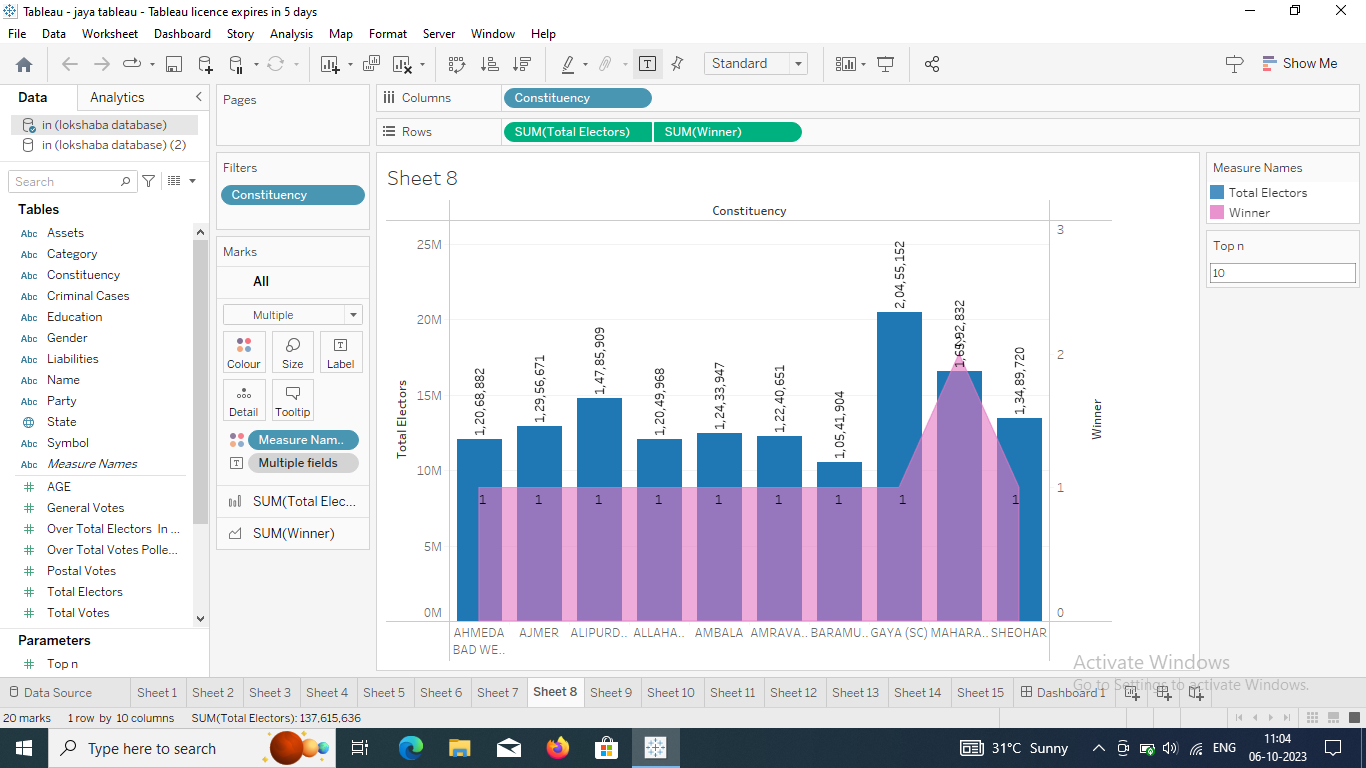 Tableau - jaya tableau - Tableau licence expires in 5 days
File Data Worksheet Dashboard Story Analysis Map Format Server Window Help
Standard
Show Me
Data Analytics
in (lokshaba database)
in (lokshaba database) (2)
Search
Tables
Abc Assets
Abc Category
Abc Constituency
Abc Criminal Cases
Abc Education
Abc Gender
Abc Liabilities
Abc Name
Abc Party
State
Abc Symbol
Abc Measure Names
AGE
General Votes
Over Total Electors In ...
Over Total Votes Polle...
Postal Votes
Total Electors
Total Votes
Parameters
Top n
Pages
Filters
Constituency
Marks
All
Multiple
Colour Size Label
Detail Tooltip
Measure Nam..
Multiple fields
SUM(Total Elec...
SUM(Winner)
Columns Constituency
Rows SUM(Total Electors) SUM(Winner)
Sheet 8
Constituency
Total Electors
25M
20M
15M
10M
5M
0M
1,20,68,882
1,29,56,671
1,47,85,909
1,20,49,968
1,24,33,947
1,22,40,651
1,05,41,904
2,04,55,152
1,34,89,720
1 1 1 1 1 1 1 1 1
3
2
1
0
Winner
AHMEDA
BAD WE..
AJMER
ALIPURD..
ALLAHA..
AMBALA
AMRAVA..
BARAMU..
GAYA (SC)
MAHARA..
SHEOHAR
Measure Names
Total Electors
Winner
Top n
10
Activate Windows
Go to Settings to activate Windows.
Data Source Sheet 1 Sheet 2 Sheet 3 Sheet 4 Sheet 5 Sheet 6 Sheet 7 Sheet 8 Sheet 9 Sheet 10 Sheet 11 Sheet 12 Sheet 13 Sheet 14 Sheet 15 Dashboard 1
20 marks 1 row by 10 columns SUM(Total Electors): 137,615,636
Type here to search
31°C Sunny
ENG
11:04
06-10-2023